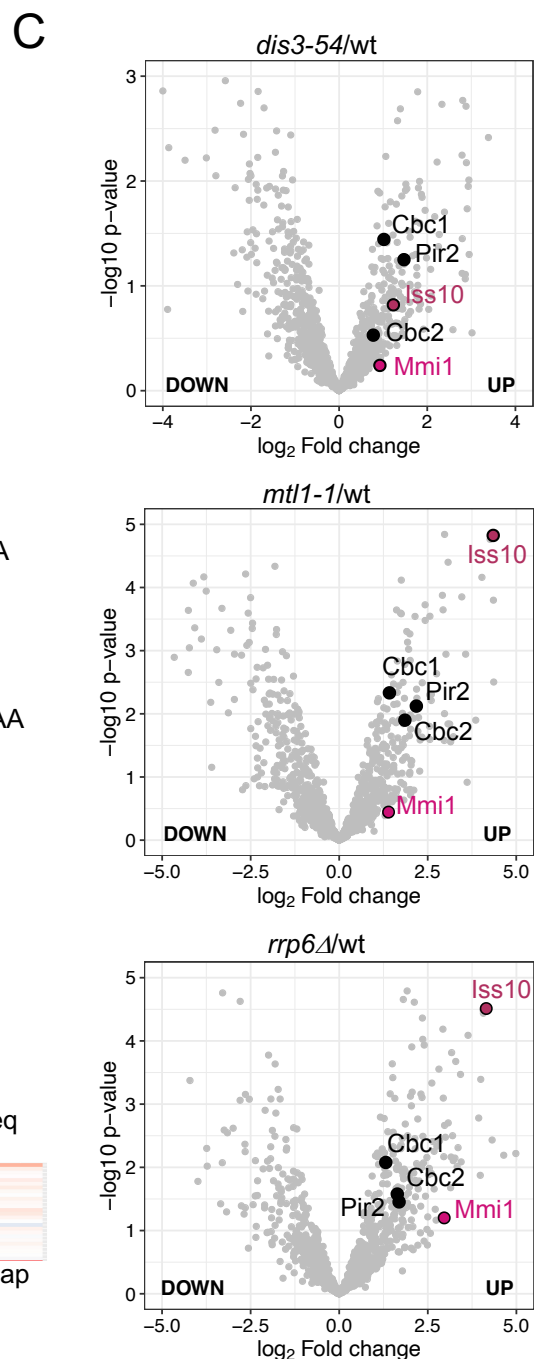 C
dis3-54/wt
3
2
1
0
−log10 p−value
Cbc1
Pir2
Iss10
Cbc2
Mmi1
DOWN
UP
−4
−2
0
2
4
log2 Fold change
mtl1-1/wt
5
4
3
2
1
0
−log10 p−value
Iss10
Cbc1
Pir2
Cbc2
Mmi1
DOWN
UP
−5.0
−2.5
0.0
2.5
5.0
log2 Fold change
A
AA
rrp6Δ/wt
5
4
3
2
1
0
−log10 p−value
Iss10
Cbc1
Cbc2
Pir2
Mmi1
DOWN
UP
−5.0
−2.5
0.0
2.5
5.0
log2 Fold change
eq
ap